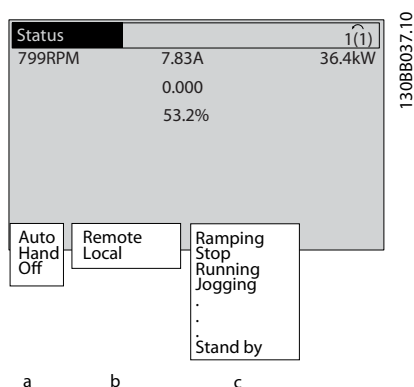 Status 1(1)
799RPM 7.83A 36.4kW
0.000
53.2%
Auto
Hand
Off
Remote
Local
Ramping
Stop
Running
Jogging
.
.
.
Stand by
a b c
130BB037.10